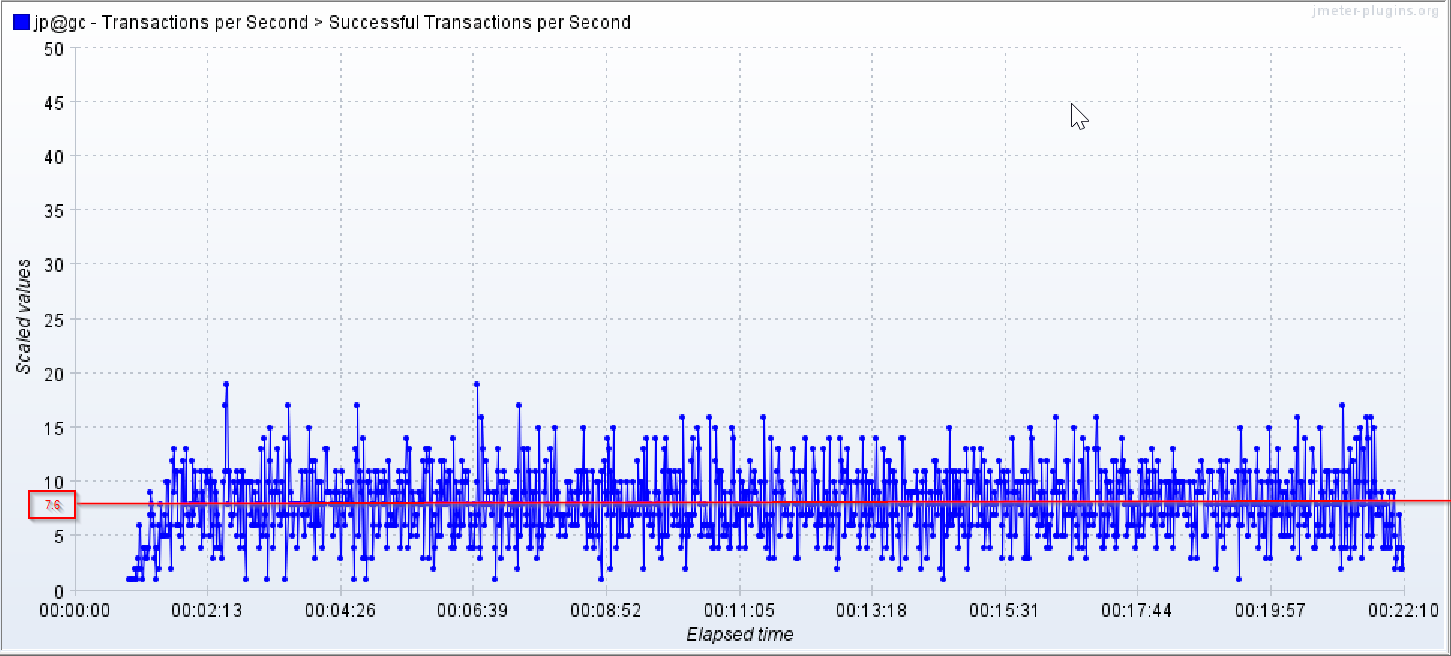 jmeter-plugins.org
jp@gc - Transactions per Second > Successful Transactions per Second
50
45
40
35
30
25
20
15
10
7.6
5
0
Scaled values
00:00:00 00:02:13 00:04:26 00:06:39 00:08:52 00:11:05 00:13:18 00:15:31 00:17:44 00:19:57 00:22:10
Elapsed time